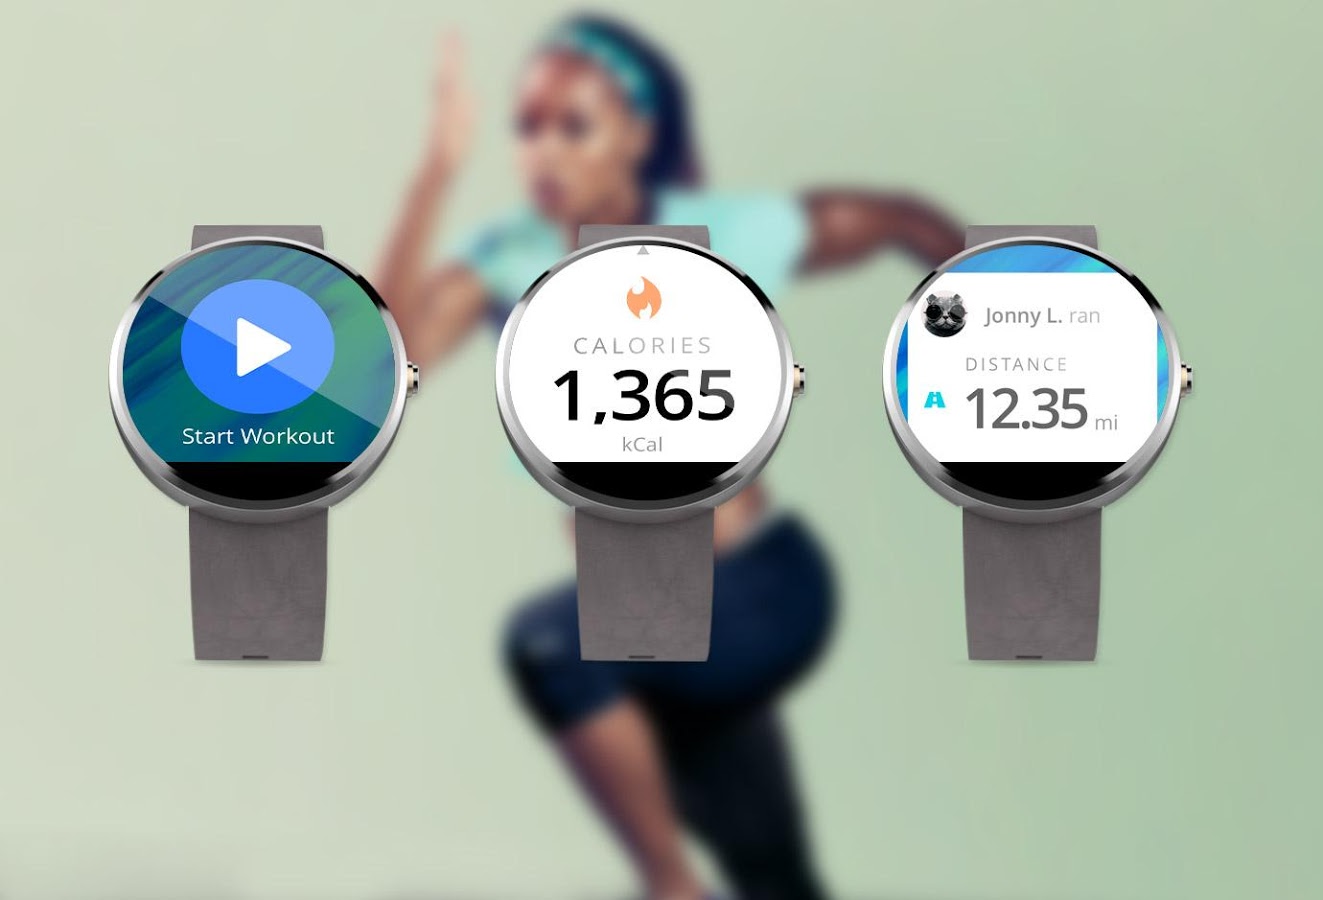 Start Workout
CALORIES
1,365
kCal
Jonny L. ran
DISTANCE
12.35 mi